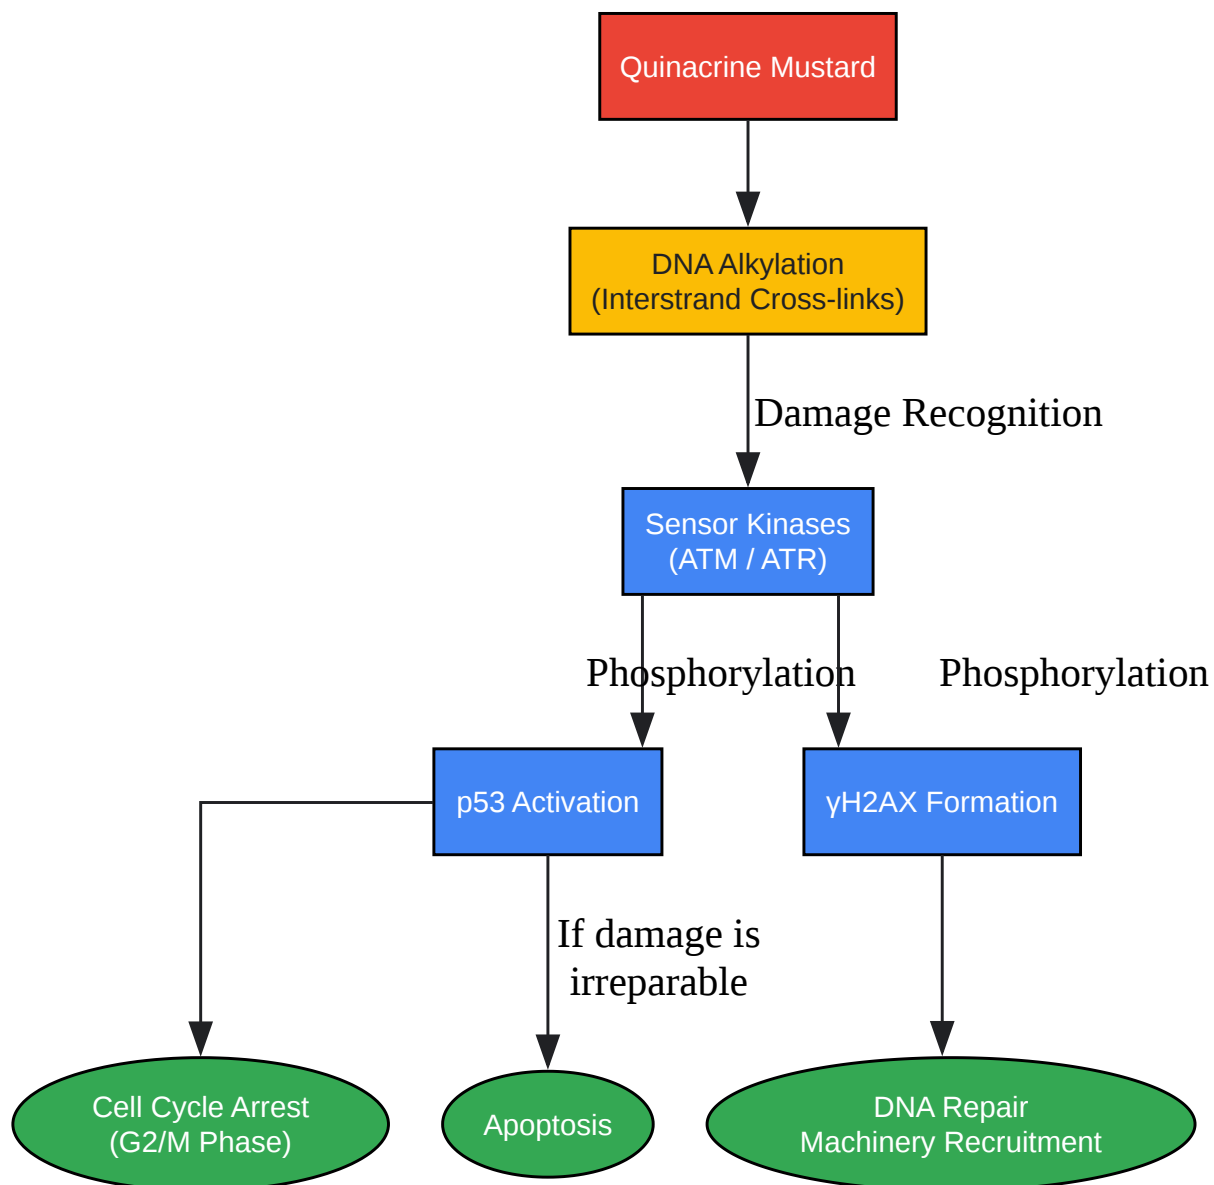 Quinacrine Mustard
DNA Alkylation
(Interstrand Cross-links)
Damage Recognition
Sensor Kinases
(ATM / ATR)
Phosphorylation
Phosphorylation
p53 Activation
γH2AX Formation
If damage is
irreparable
Cell Cycle Arrest
(G2/M Phase)
Apoptosis
DNA Repair
Machinery Recruitment